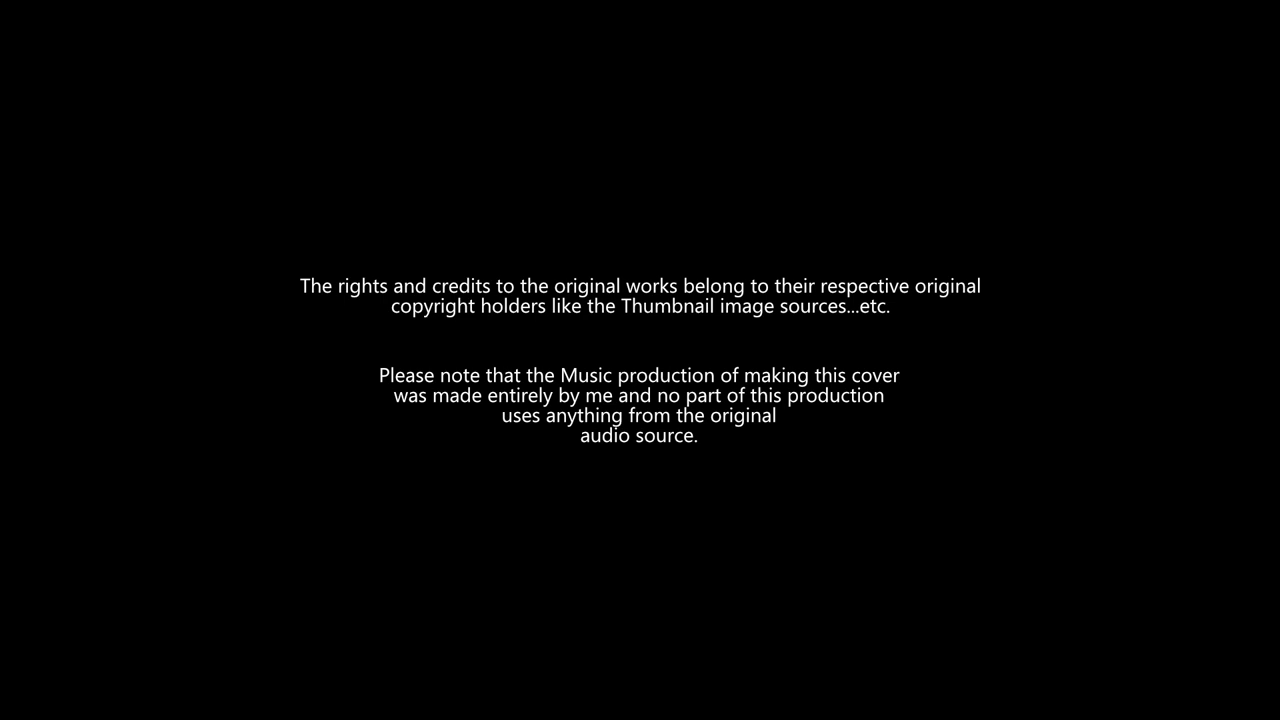 The rights and credits to the original works belong to their respective original
copyright holders like the Thumbnail image sources...etc.
Please note that the Music production of making this cover
was made entirely by me and no part of this production
uses anything from the original
audio source.